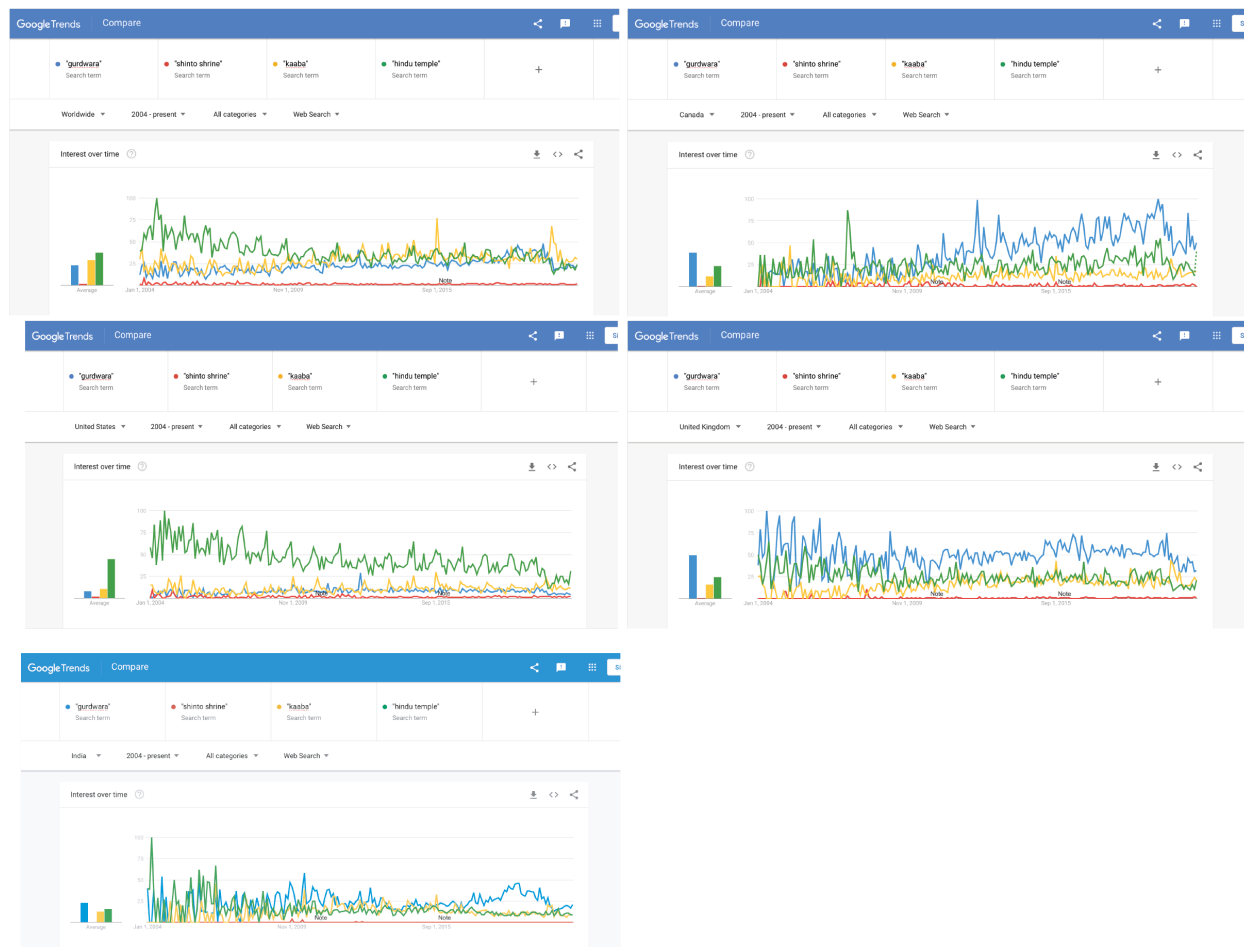 Google Trends Compare
"gurdwara" "shinto shrine" "kaaba" "hindu temple"
Search term Search term Search term Search term
+
Worldwide 2004 - present All categories Web Search
Interest over time
100
75
50
25
Average Jan 1, 2004 Nov 1, 2009 Sep 1, 2015
Note
Google Trends Compare
S
"gurdwara" "shinto shrine" "kaaba" "hindu temple"
Search term Search term Search term Search term
+
Canada 2004 - present All categories Web Search
Interest over time
100
75
50
25
Average Jan 1, 2004 Nov 1, 2009 Sep 1, 2015
Note Note
Google Trends Compare
Si
"gurdwara" "shinto shrine" "kaaba" "hindu temple"
Search term Search term Search term Search term
+
United States 2004 - present All categories Web Search
Interest over time
100
75
50
25
Average Jan 1, 2004 Nov 1, 2009
Note Note
Google Trends Compare
S
"gurdwara" "shinto shrine" "kaaba" "hindu temple"
Search term Search term Search term Search term
+
United Kingdom 2004 - present All categories Web Search
Interest over time
100
75
50
25
Average Jan 1, 2004 Nov 1, 2009 Sep 1, 2015
Note Note
Google Trends Compare
Si
"gurdwara" "shinto shrine" "kaaba" "hindu temple"
Search term Search term Search term Search term
+
India 2004 - present All categories Web Search
Interest over time
100
75
50
25
Average Jan 1, 2004 Nov 1, 2009 Sep 1, 2015
Note Note